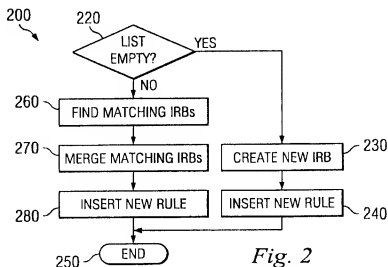 200
220
LIST
EMPTY?
YES
NO
260
FIND MATCHING IRBs
270
MERGE MATCHING IRBs
CREATE NEW IRB
230
280
INSERT NEW RULE
INSERT NEW RULE
240
250
END
Fig. 2